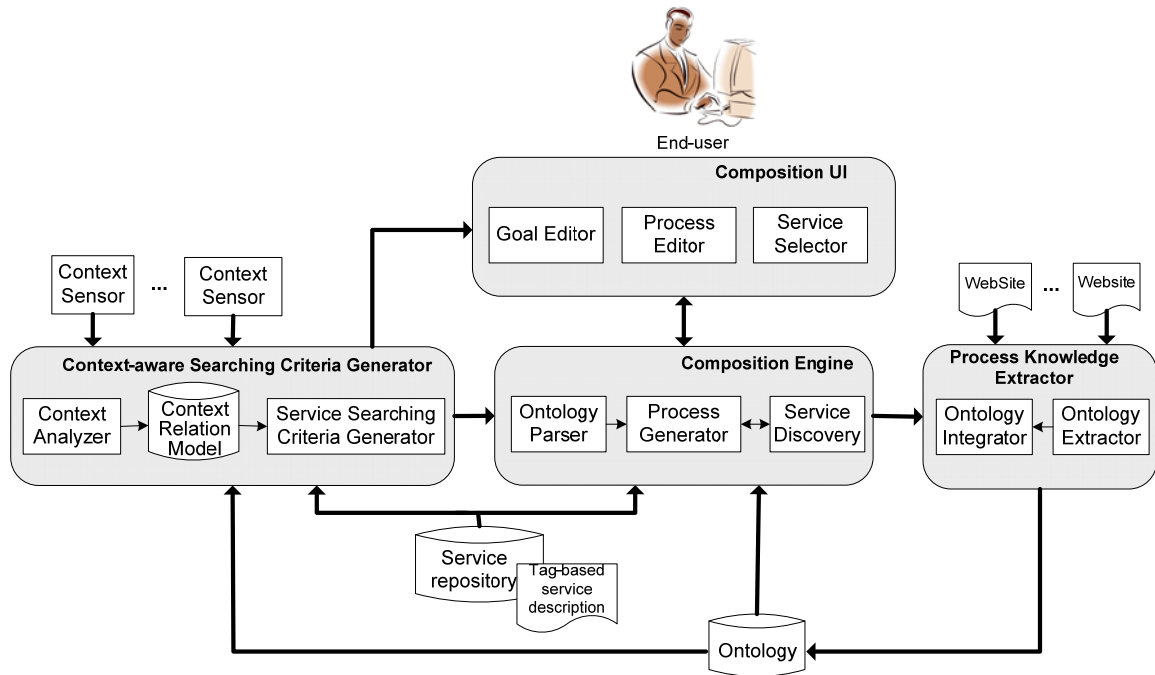 End-user
Composition UI
Goal Editor
Process
Editor
Service
Selector
Context
Sensor
...
Context
Sensor
WebSite
...
Website
Context-aware Searching Criteria Generator
Context
Analyzer
Context
Relation
Model
Service Searching
Criteria Generator
Composition Engine
Ontology
Parser
Process
Generator
Service
Discovery
Process Knowledge
Extractor
Ontology
Integrator
Ontology
Extractor
Service
repository
Tag-based
service
description
Ontology